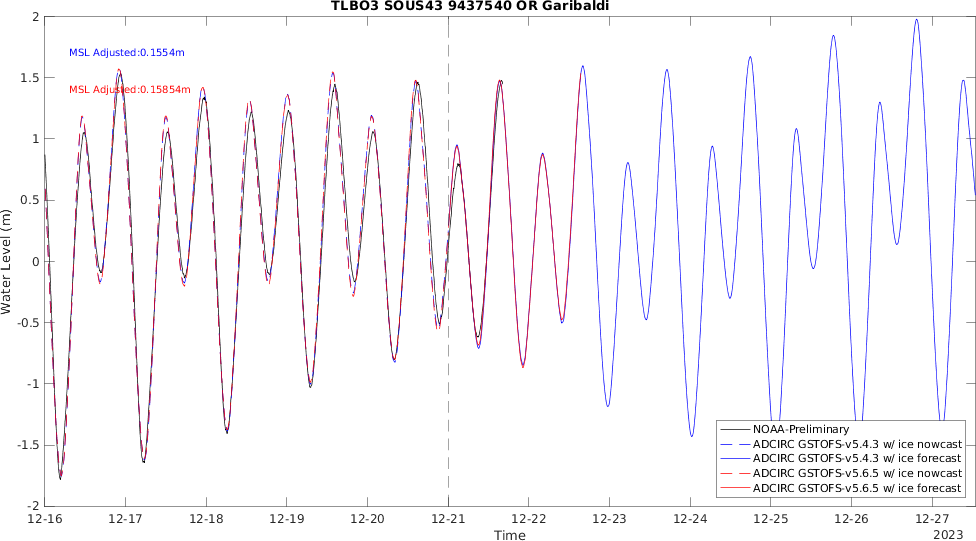 TLBO3 SOUS43 9437540 OR Garibaldi
MSL Adjusted:0.1554m
MSL Adjusted:0.15854m
Water Level (m)
2
1.5
1
0.5
0
-0.5
-1
-1.5
-2
NOAA-Preliminary
ADCIRC GSTOFS-v5.4.3 w/ ice nowcast
ADCIRC GSTOFS-v5.4.3 w/ ice forecast
ADCIRC GSTOFS-v5.6.5 w/ ice nowcast
ADCIRC GSTOFS-v5.6.5 w/ ice forecast
12-16 12-17 12-18 12-19 12-20 12-21 12-22 12-23 12-24 12-25 12-26 12-27
Time
2023